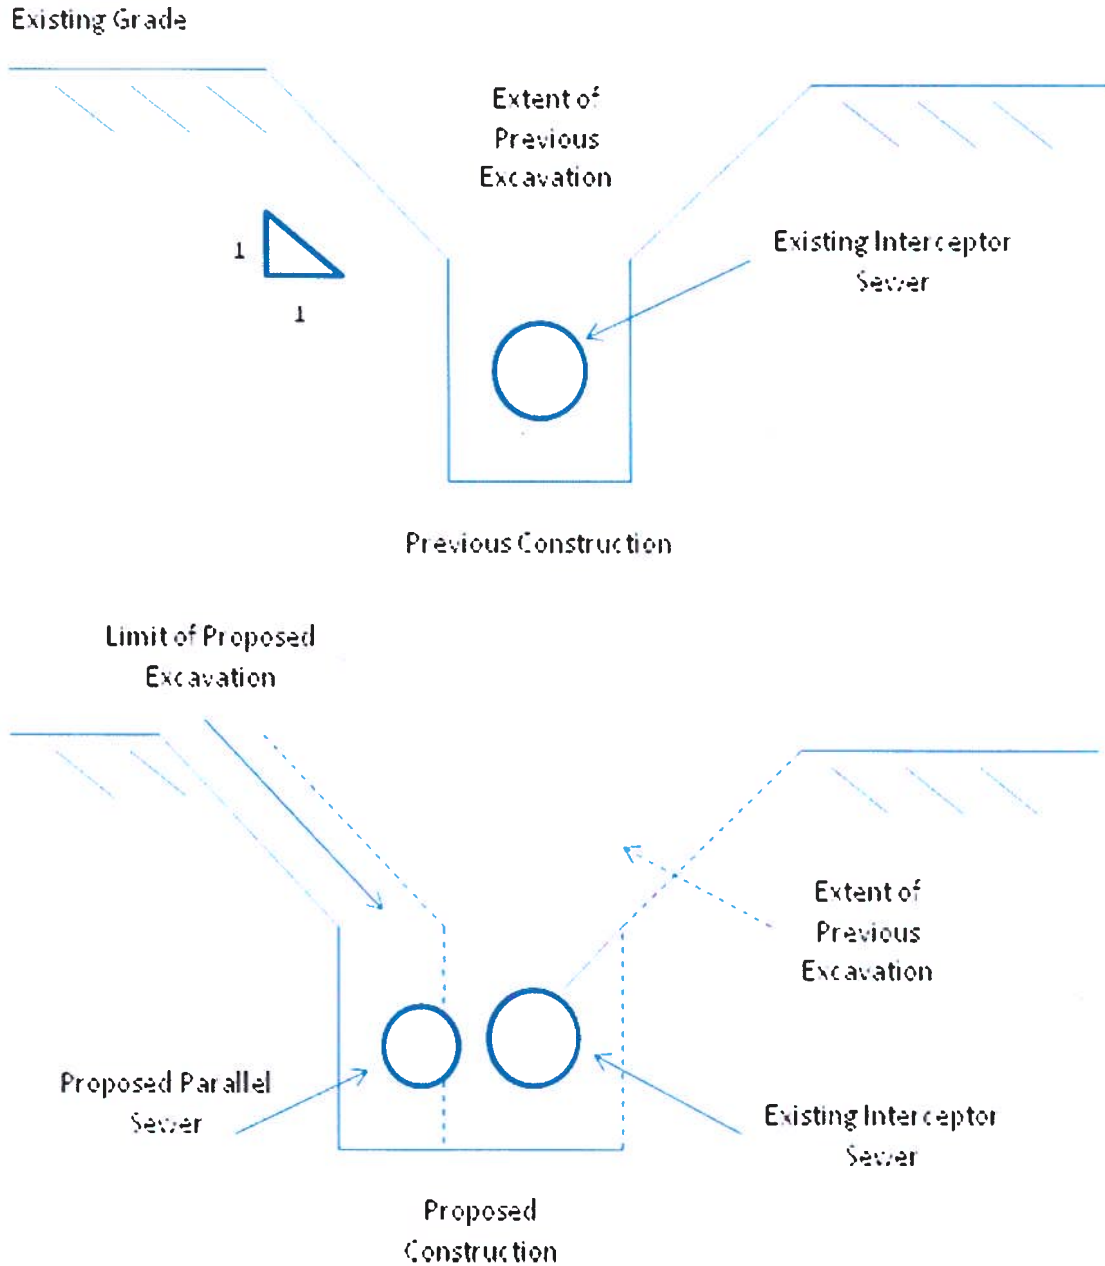 Existing Grade
Extent of
Previous
Excavation
Existing Interceptor
Sewer
1
1
Previous Construction
Limit of Proposed
Excavation
Extent of
Previous
Excavation
Proposed Parallel
Sewer
Existing Interceptor
Sewer
Proposed
Construction